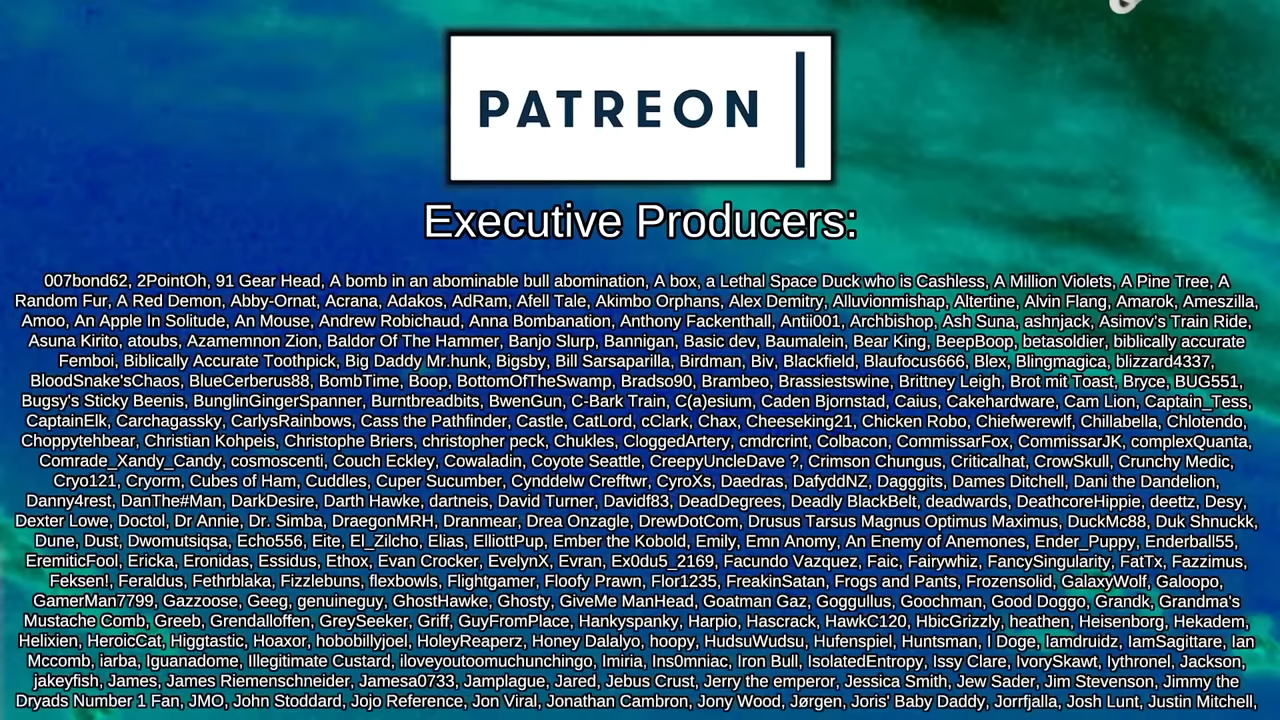 PATREON
Executive Producers:
007bond62, 2PointOh, 91 Gear Head, A bomb in an abominable bull abomination, A box, a Lethal Space Duck who is Cashless, A Million Violets, A Pine Tree, A
Random Fur, A Red Demon, Abby-Ornat, Acrana, Adakos, AdRam, Afell Tale, Akimbo Orphans, Alex Demitry, Alluvionmishap, Altertine, Alvin Flang, Amarok, Ameszilla,
Amoo, An Apple In Solitude, An Mouse, Andrew Robichaud, Anna Bombanation, Anthony Fackenthall, Antii001, Archbishop, Ash Suna, ashnjack, Asimov's Train Ride,
Asuna Kirito, atoubs, Azamemnon Zion, Baldor Of The Hammer, Banjo Slurp, Bannigan, Basic dev, Baumalein, Bear King, BeepBoop, betasoldier, biblically accurate
Femboi, Biblically Accurate Toothpick, Big Daddy Mr.hunk, Bigsby, Bill Sarsaparilla, Birdman, Biv, Blackfield, Blaufocus666, Blex, Blingmagica, blizzard4337,
BloodSnake'sChaos, BlueCerberus88, BombTime, Boop, BottomOfTheSwamp, Bradso90, Brambeo, Brassiestswine, Brittney Leigh, Brot mit Toast, Bryce, BUG551,
Bugsy's Sticky Beenis, BunglinGingerSpanner, Burntbreadbits, BwenGun, C-Bark Train, C(a)esium, Caden Bjornstad, Caius, Cakehardware, Cam Lion, Captain_Tess,
CaptainElk, Carchagassky, CarlysRainbows, Cass the Pathfinder, Castle, CatLord, cClark, Chax, Cheeseking21, Chicken Robo, Chiefwerewlf, Chillabella, Chlotendo,
Choppytehbear, Christian Kohpeis, Christophe Briers, christopher peck, Chukles, CloggedArtery, cmdrcrint, Colbacon, CommissarFox, CommissarJK, complexQuanta,
Comrade_Xandy_Candy, cosmoscenti, Couch Eckley, Cowaladin, Coyote Seattle, CreepyUncleDave ?, Crimson Chungus, Criticalhat, CrowSkull, Crunchy Medic,
Cryo121, Cryorm, Cubes of Ham, Cuddles, Cuper Sucumber, Cynddelw Crefftwr, CyroXs, Daedras, DafyddNZ, Dagggits, Dames Ditchell, Dani the Dandelion,
Danny4rest, DanThe#Man, DarkDesire, Darth Hawke, dartneis, David Turner, Davidf83, DeadDegrees, Deadly BlackBelt, deadwards, DeathcoreHippie, deettz, Desy,
Dexter Lowe, Doctol, Dr Annie, Dr. Simba, DraegonMRH, Dranmear, Drea Onzagle, DrewDotCom, Drusus Tarsus Magnus Optimus Maximus, DuckMc88, Duk Shnuckk,
Dune, Dust, Dwomutsiqsa, Echo556, Eite, El_Zilcho, Elias, ElliottPup, Ember the Kobold, Emily, Emn Anomy, An Enemy of Anemones, Ender_Puppy, Enderball55,
EremiticFool, Ericka, Eronidas, Essidus, Ethox, Evan Crocker, EvelynX, Evran, Ex0du5_2169, Facundo Vazquez, Faic, Fairywhiz, FancySingularity, FatTx, Fazzimus,
Feksen!, Feraldus, Fethrblaka, Fizzlebuns, flexbowls, Flightgamer, Floofy Prawn, Flor1235, FreakinSatan, Frogs and Pants, Frozensolid, GalaxyWolf, Galoopo,
GamerMan7799, Gazzoose, Geeg, genuineguy, GhostHawke, Ghosty, GiveMe ManHead, Goatman Gaz, Goggullus, Goochman, Good Doggo, Grandk, Grandma's
Mustache Comb, Greeb, Grendalloffen, GreySeeker, Griff, GuyFromPlace, Hankyspanky, Harpio, Hascrack, HawkC120, HbicGrizzly, heathen, Heisenborg, Hekadem,
Helixien, HeroicCat, Higgtastic, Hoaxor, hobobillyjoel, HoleyReaperz, Honey Dalalyo, hoopy, HudsuWudsu, Hufenspiel, Huntsman, I Doge, Iamdruidz, IamSagittare, Ian
Mccomb, iarba, Iguanadome, Illegitimate Custard, iloveyoutoomuchunchingo, Imiria, Ins0mniac, Iron Bull, IsolatedEntropy, Issy Clare, IvorySkawt, Iythronel, Jackson,
jakeyfish, James, James Riemenschneider, Jamesa0733, Jamplague, Jared, Jebus Crust, Jerry the emperor, Jessica Smith, Jew Sader, Jim Stevenson, Jimmy the
Dryads Number 1 Fan, JMO, John Stoddard, Jojo Reference, Jon Viral, Jonathan Cambron, Jony Wood, Jørgen, Joris' Baby Daddy, Jorrfjalla, Josh Lunt, Justin Mitchell,